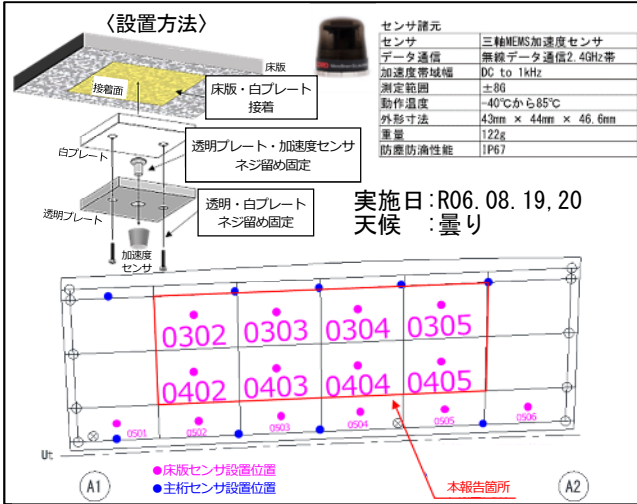 〈設置方法〉
床版
接着面
床版・白プレート
接着
白プレート
透明プレート・加速度センサ
ネジ留め固定
透明プレート
透明・白プレート
ネジ留め固定
加速度
センサ
センサ諸元
センサ 三軸MEMS加速度センサ
データ通信 無線データ通信2.4GHz帯
加速度帯域幅 DC to 1kHz
測定範囲 ±8G
動作温度 -40℃から85℃
外形寸法 43mm × 44mm × 46.6mm
重量 122g
防塵防滴性能 IP67
実施日:R06.08.19,20
天候 :曇り
0302 0303 0304 0305
0402 0403 0404 0405
0501 0502 0503 0504 0505 0506
Ut
A1
●床版センサ設置位置
●主桁センサ設置位置
本報告箇所
A2